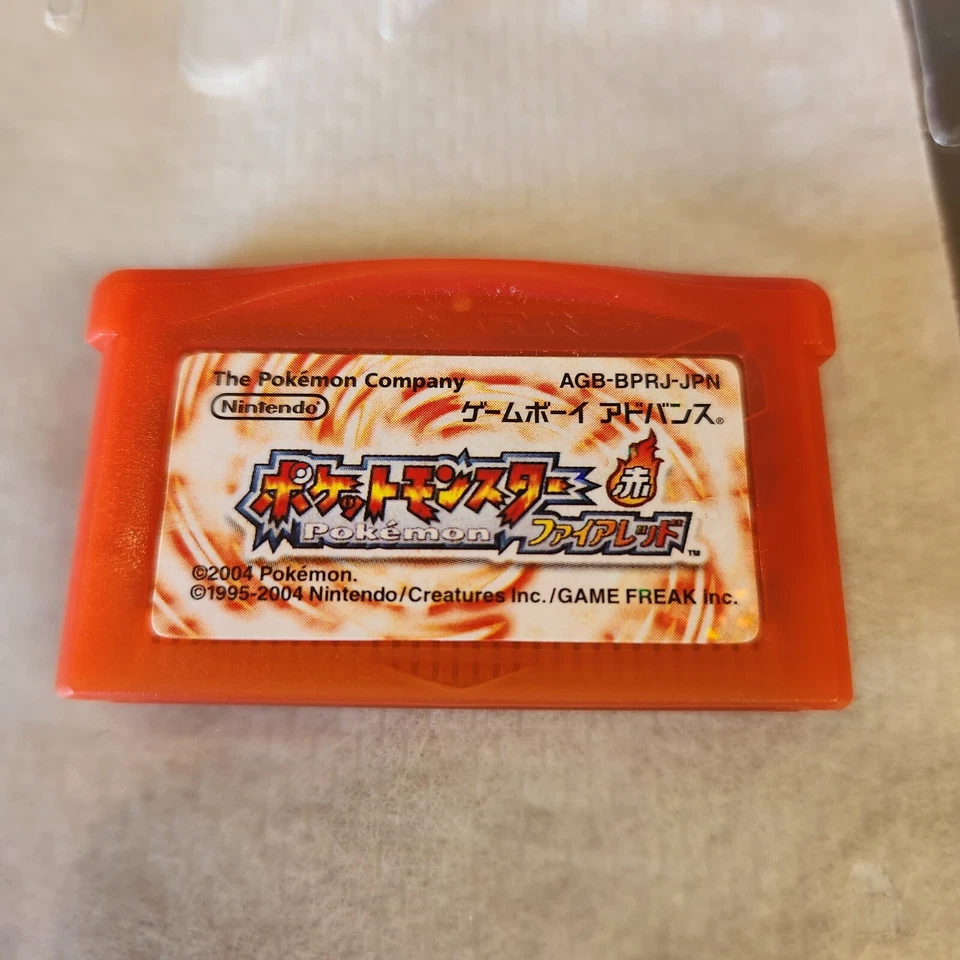 The Pokémon Company AGB-BPRJ-JPN
Nintendo ゲームボーイ アドバンス®
ポケットモンスター 赤
Pokémon ファイアレッド™
©2004 Pokémon.
©1995-2004 Nintendo/Creatures Inc./GAME FREAK inc.